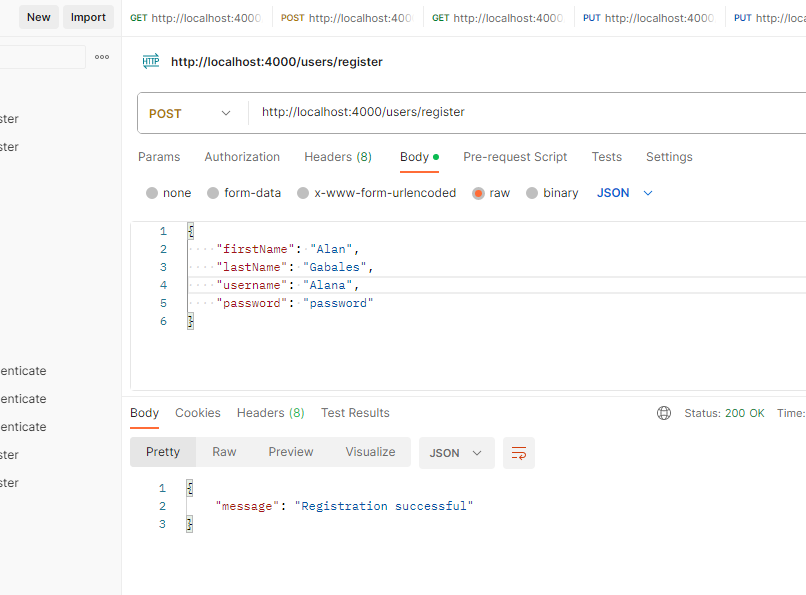 New Import GET http://localhost:4000 POST http://localhost:400 GET http://localhost:4000 PUT http://localhost:4000 PUT http://loca
HTTP http://localhost:4000/users/register
ster
ster
POST http://localhost:4000/users/register
Params Authorization Headers (8) Body Pre-request Script Tests Settings
none form-data x-www-form-urlencoded raw binary JSON
1 {
2 "firstName": "Alan",
3 "lastName": "Gabales",
4 "username": "Alana",
5 "password": "password"
6 }
enticate
enticate
enticate
ster
ster
Body Cookies Headers (8) Test Results Status: 200 OK Time:
Pretty Raw Preview Visualize JSON
1 {
2 "message": "Registration successful"
3 }